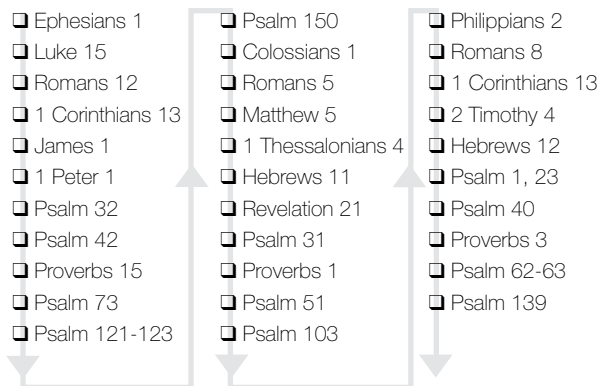 ❑ Ephesians 1
❑ Luke 15
❑ Romans 12
❑ 1 Corinthians 13
❑ James 1
❑ 1 Peter 1
❑ Psalm 32
❑ Psalm 42
❑ Proverbs 15
❑ Psalm 73
❑ Psalm 121-123
❑ Psalm 150
❑ Colossians 1
❑ Romans 5
❑ Matthew 5
❑ 1 Thessalonians 4
❑ Hebrews 11
❑ Revelation 21
❑ Psalm 31
❑ Proverbs 1
❑ Psalm 51
❑ Psalm 103
❑ Philippians 2
❑ Romans 8
❑ 1 Corinthians 13
❑ 2 Timothy 4
❑ Hebrews 12
❑ Psalm 1, 23
❑ Psalm 40
❑ Proverbs 3
❑ Psalm 62-63
❑ Psalm 139